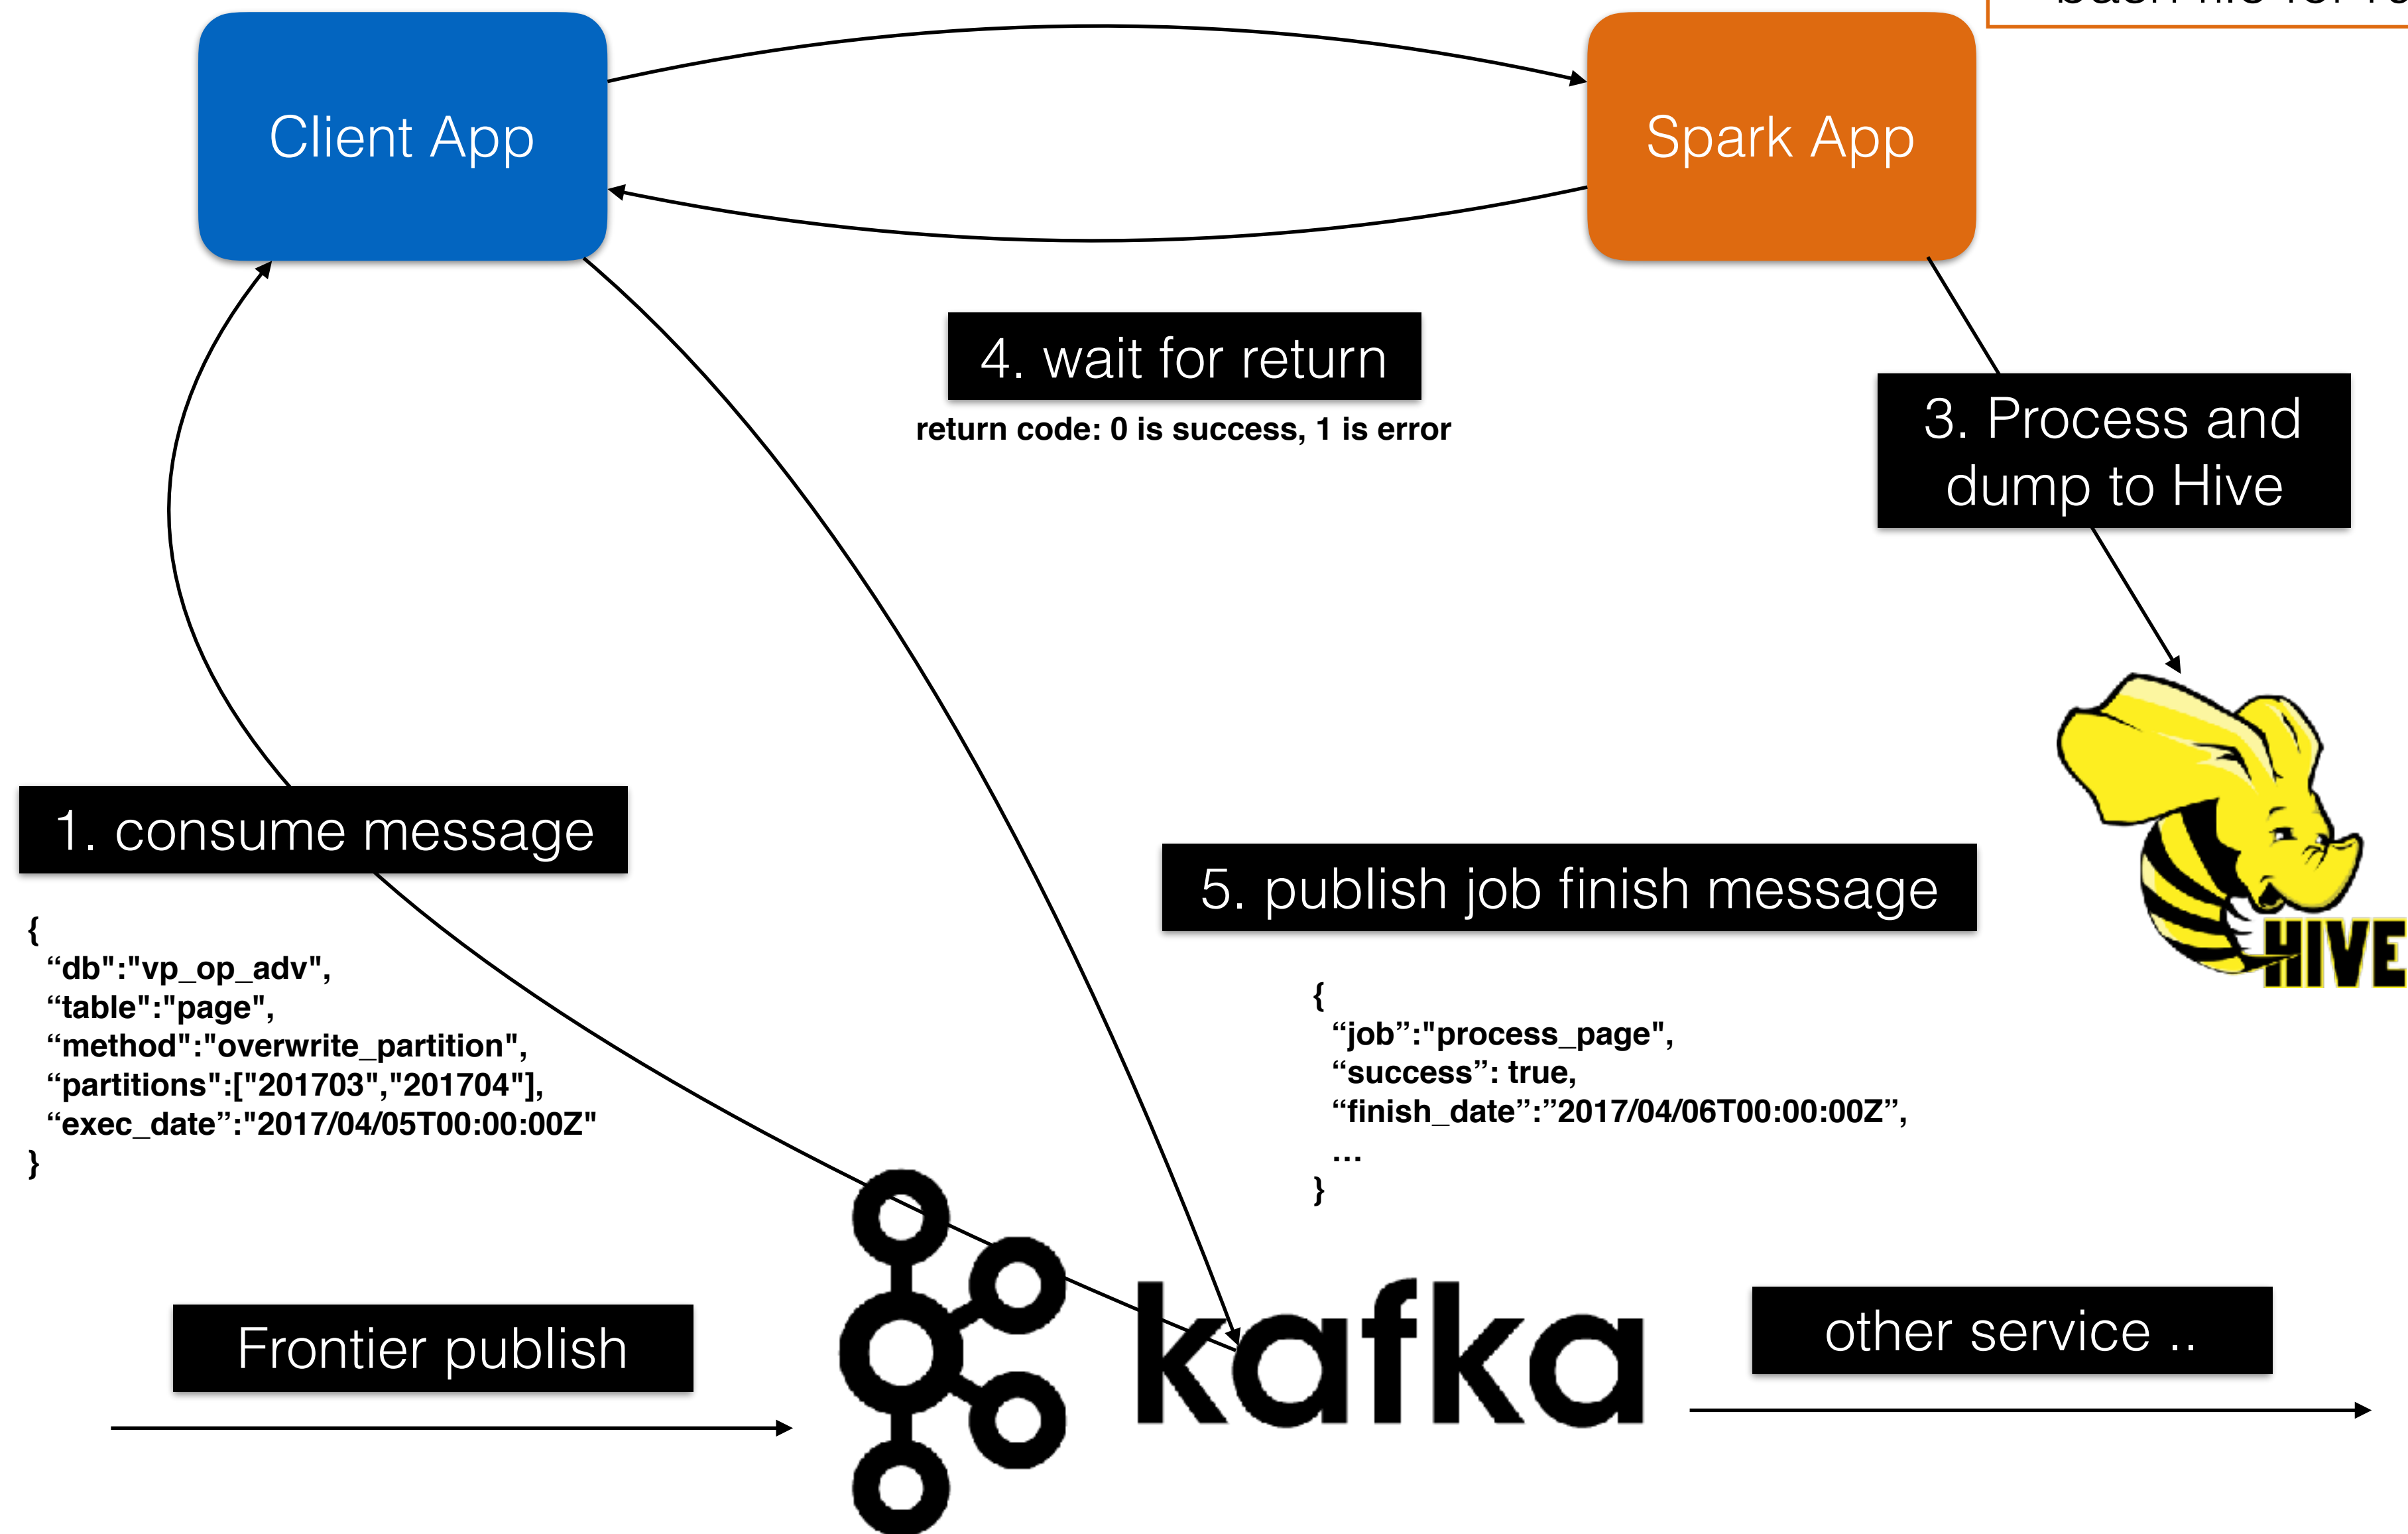 bash file for
Client App
Spark App
4. wait for return
return code: 0 is success, 1 is error
3. Process and
dump to Hive
1. consume message
{
“db":"vp_op_adv",
“table":"page",
“method":"overwrite_partition",
“partitions":["201703","201704"],
“exec_date”:"2017/04/05T00:00:00Z"
}
5. publish job finish message
{
“job”:"process_page",
“success”: true,
“finish_date”:”2017/04/06T00:00:00Z”,
...
}
HIVE
Frontier publish
kafka
other service ..